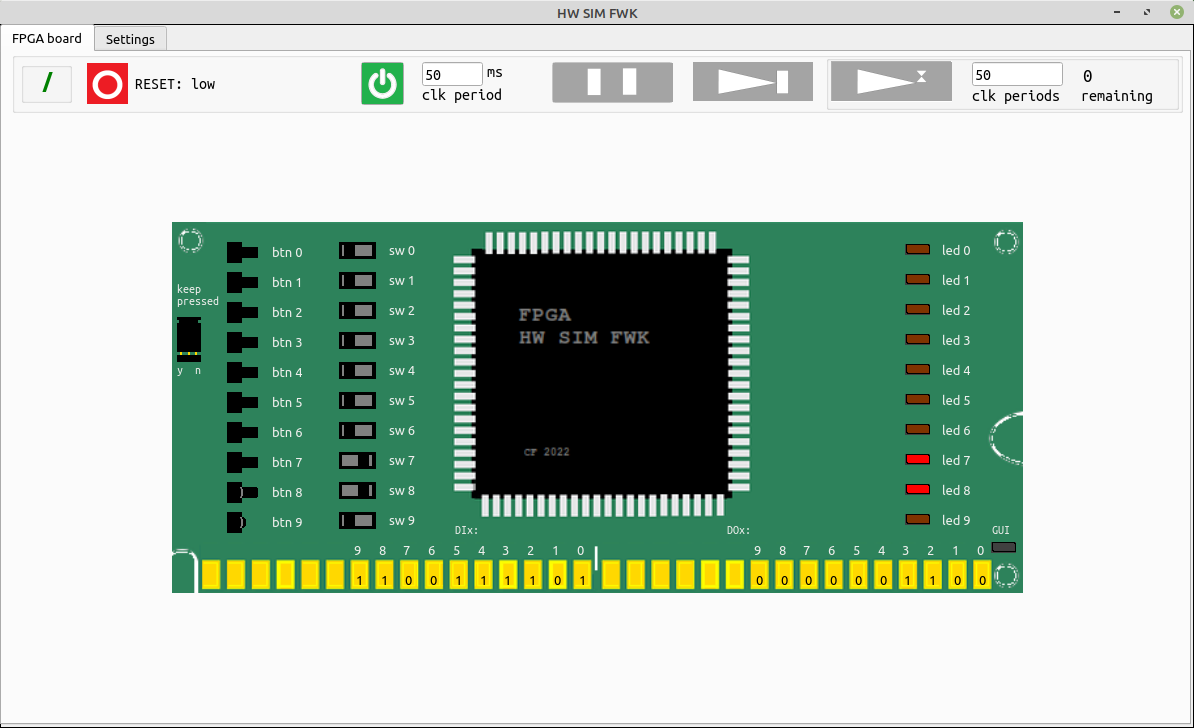 HW SIM FWK
FPGA board
Settings
/
RESET: low
50
ms
clk period
50
clk periods
0
remaining
keep
pressed
y n
btn 0
btn 1
btn 2
btn 3
btn 4
btn 5
btn 6
btn 7
btn 8
btn 9
sw 0
sw 1
sw 2
sw 3
sw 4
sw 5
sw 6
sw 7
sw 8
sw 9
FPGA
HW SIM FWK
CF 2022
led 0
led 1
led 2
led 3
led 4
led 5
led 6
led 7
led 8
led 9
GUI
DIx:
9 8 7 6 5 4 3 2 1 0
1 1 0 0 1 1 1 1 0 1
DOx:
9 8 7 6 5 4 3 2 1 0
0 0 0 0 0 0 1 1 0 0